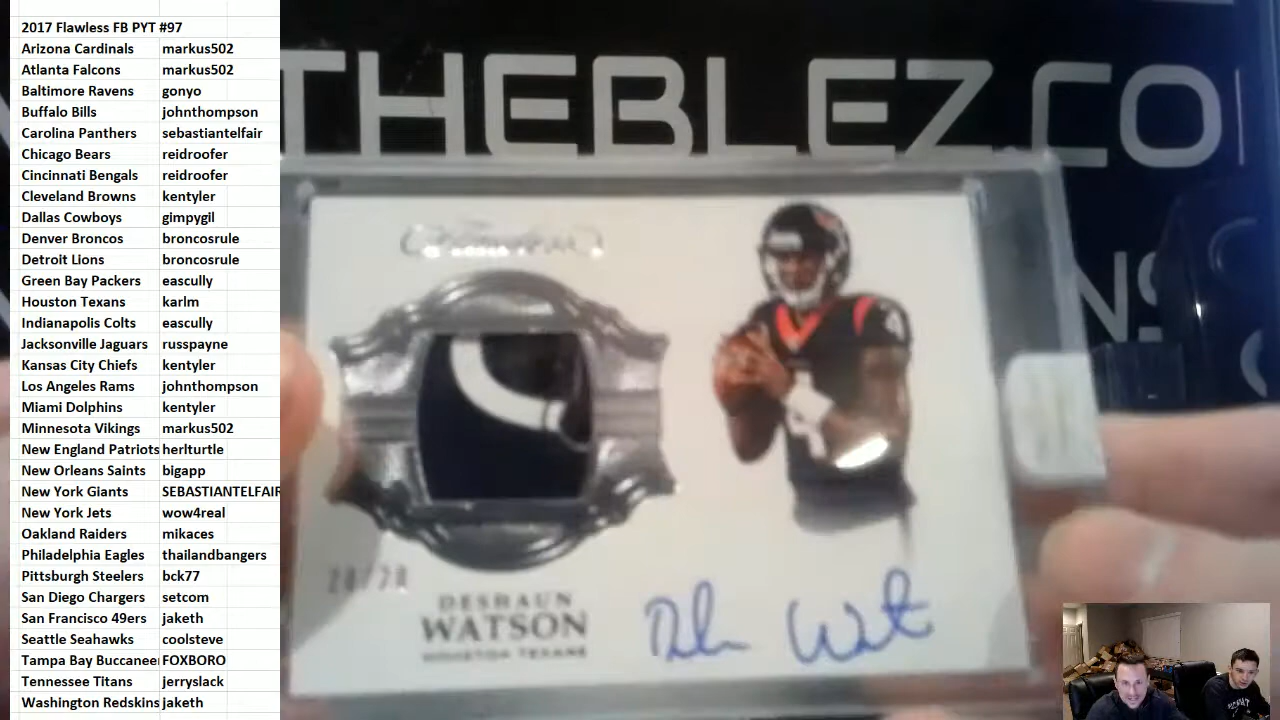 2017 Flawless FB PYT #97
Arizona Cardinals markus502
Atlanta Falcons markus502
Baltimore Ravens gonyo
Buffalo Bills johnthompson
Carolina Panthers sebastiantelfair
Chicago Bears reidroofer
Cincinnati Bengals reidroofer
Cleveland Browns kentyler
Dallas Cowboys gimpygil
Denver Broncos broncosrule
Detroit Lions broncosrule
Green Bay Packers eascully
Houston Texans karlm
Indianapolis Colts eascully
Jacksonville Jaguars russpayne
Kansas City Chiefs kentyler
Los Angeles Rams johnthompson
Miami Dolphins kentyler
Minnesota Vikings markus502
New England Patriots herlturtle
New Orleans Saints bigapp
New York Giants SEBASTIANTELFAIR
New York Jets wow4real
Oakland Raiders mikaces
Philadelphia Eagles thailandbangers
Pittsburgh Steelers bck77
San Diego Chargers setcom
San Francisco 49ers jaketh
Seattle Seahawks coolsteve
Tampa Bay Buccanee FOXBORO
Tennessee Titans jerryslack
Washington Redskins jaketh
THEBLEZ.CO
4
4
20/20
DESHAUN
WATSON
HOUSTON TEXANS